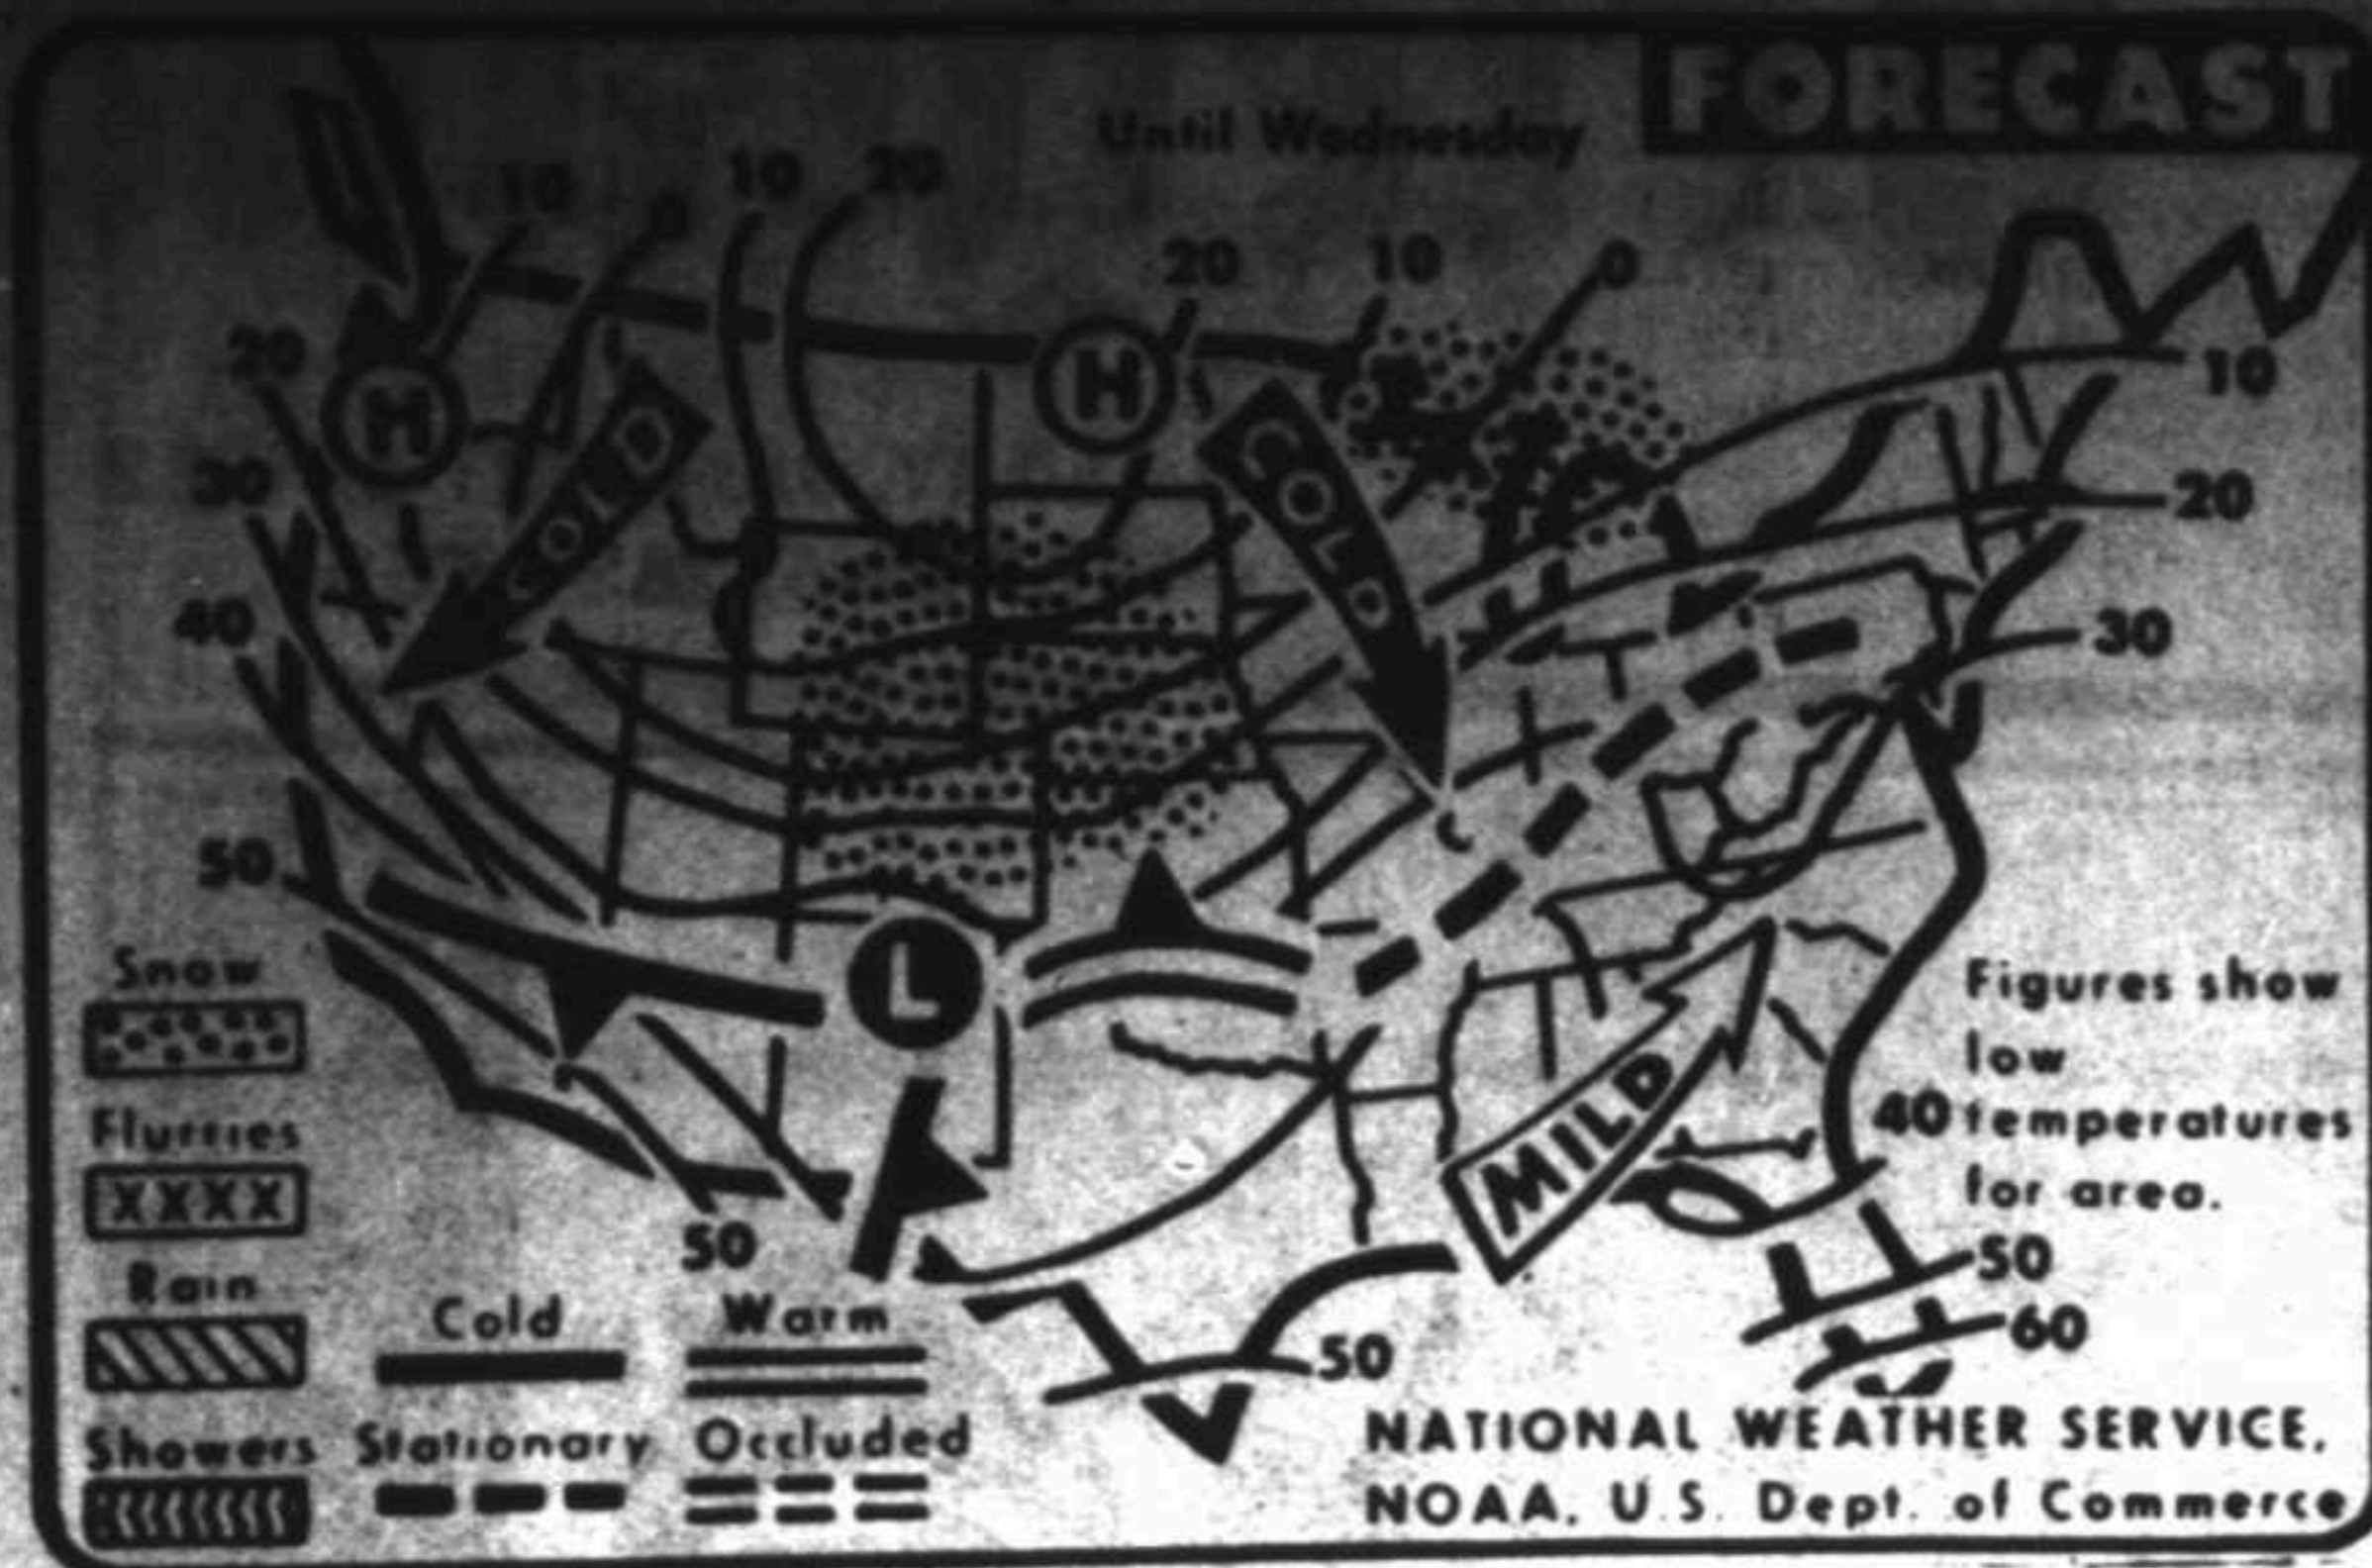 FORECAST
Until Wednesday
10
0
10
20
20
10
0
20
30
40
50
H
H
COLD
COLD
10
20
30
L
MILD
Figures show
low
40 temperatures
for area.
50
60
50
50
Snow
Flurries
XXXX
Rain
Showers
Cold
Warm
Stationary
Occluded
NATIONAL WEATHER SERVICE,
NOAA, U.S. Dept. of Commerce